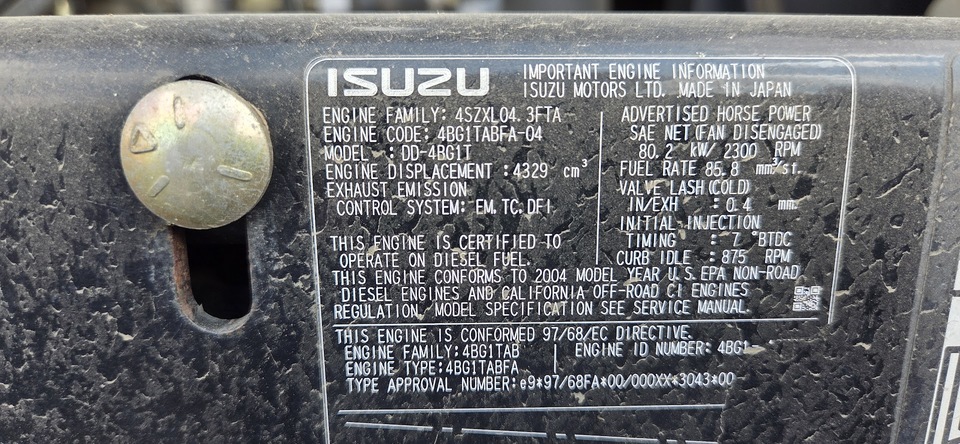 ISUZU
IMPORTANT ENGINE INFORMATION
ISUZU MOTORS LTD. MADE IN JAPAN
ENGINE FAMILY: 4SZXL04.3FTA
ENGINE CODE: 4BG1TABFA-04
MODEL : DD-4BG1T
ENGINE DISPLACEMENT :4329 cm³
EXHAUST EMISSION
CONTROL SYSTEM: EM,TC,DFI
THIS ENGINE IS CERTIFIED TO
OPERATE ON DIESEL FUEL.
ADVERTISED HORSE POWER
SAE NET(FAN DISENGAGED)
80.2 kW/ 2300 RPM
FUEL RATE 85.8 mm³st.
VALVE LASH(COLD)
IN/EXH : 0.4 mm
INITIAL INJECTION
TIMING : 7 °BTDC
CURB IDLE : 875 RPM
THIS ENGINE CONFORMS TO 2004 MODEL YEAR U.S.EPA NON-ROAD
DIESEL ENGINES AND CALIFORNIA OFF-ROAD CI ENGINES
REGULATION, MODEL SPECIFICATION SEE SERVICE MANUAL.
THIS ENGINE IS CONFORMED 97/68/EC DIRECTIVE.
ENGINE FAMILY:4BG1TAB
ENGINE ID NUMBER: 4BG1
ENGINE TYPE:4BG1TABFA
TYPE APPROVAL NUMBER:e9*97/68FA*00/000XX*3043*00